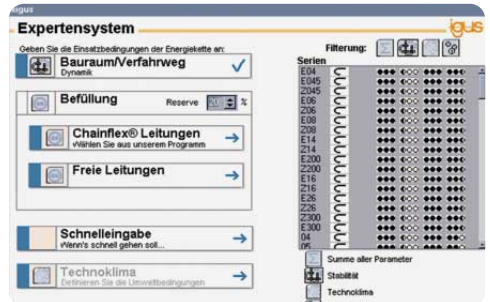 igus
Expertensystem
igus
Geben Sie die Einsatzbedingungen der Energiekette an:
Bauraum/Verfahrweg
Dynamik
Befüllung
Reserve
%
Chainflex® Leitungen
Wählen Sie aus unserem Programm
Freie Leitungen
Schnelleingabe
Wenn's schnell gehen soll...
Technoklima
Definieren Sie die Umweltbedingungen
Filterung:
Serien
E04
E045
Z045
E06
Z06
E08
Z08
E14
Z14
E200
Z200
E16
Z16
E26
Z26
Z300
E300
04
05
Summe aller Parameter
Stabilität
Technoklima